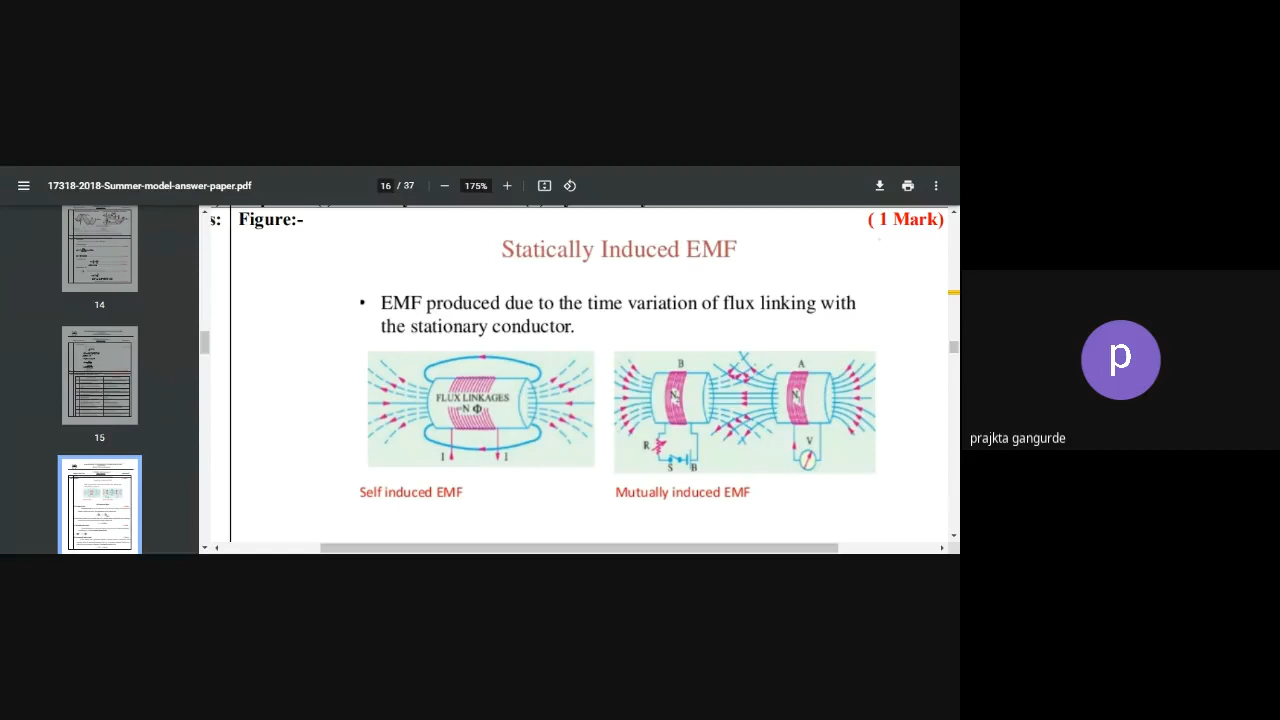 17318-2018-Summer-model-answer-paper.pdf
16 / 37
175%
s:
Figure:-
( 1 Mark)
Statically Induced EMF
• EMF produced due to the time variation of flux linking with
the stationary conductor.
14
15
FLUX LINKAGES
N Φ
I
I
B
A
N
N
R
S
B
V
Self induced EMF
Mutually induced EMF
p
prajkta gangurde